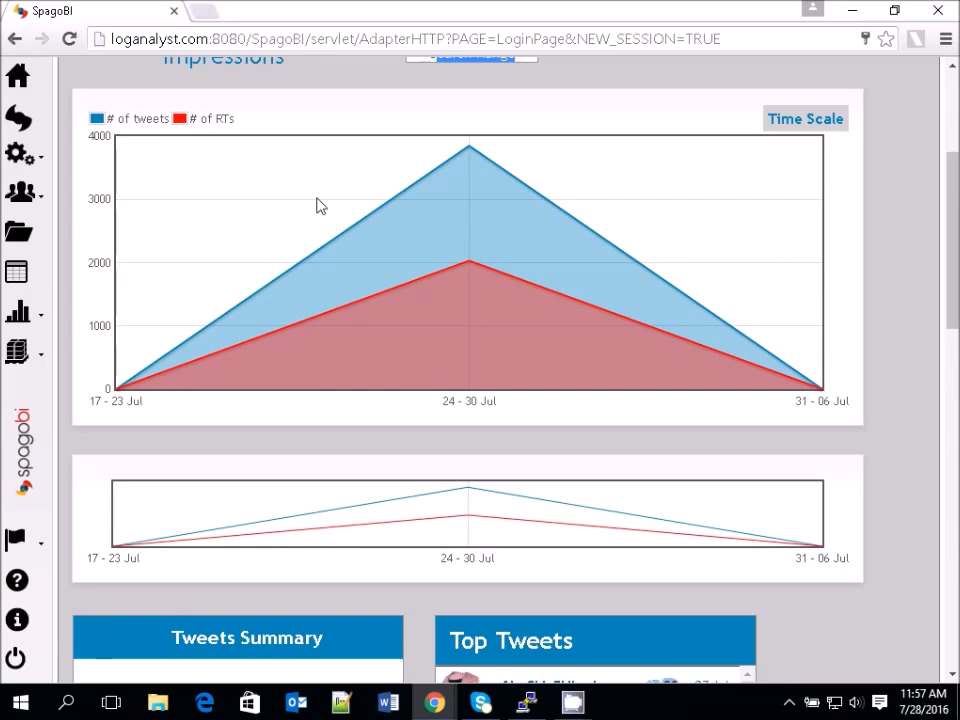 SpagoBI
loganalyst.com:8080/SpagoBI/servlet/AdapterHTTP?PAGE=LoginPage&NEW_SESSION=TRUE
Impressions
# of tweets # of RTs
Time Scale
4000
3000
2000
1000
0
17 - 23 Jul 24 - 30 Jul 31 - 06 Jul
17 - 23 Jul 24 - 30 Jul 31 - 06 Jul
spagobi
Tweets Summary
Top Tweets
11:57 AM
7/28/2016